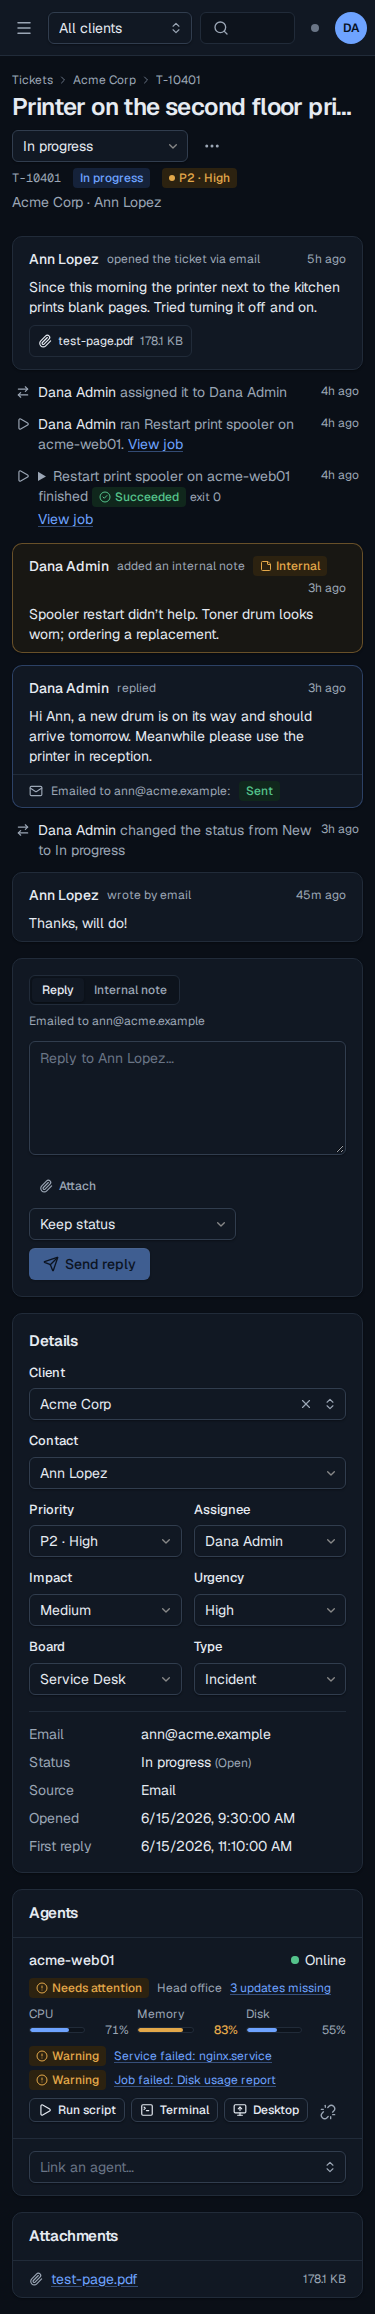 All clients
DA
Tickets > Acme Corp > T-10401
Printer on the second floor pri...
In progress
T-10401 In progress P2 · High
Acme Corp · Ann Lopez
Ann Lopez opened the ticket via email 5h ago
Since this morning the printer next to the kitchen
prints blank pages. Tried turning it off and on.
test-page.pdf 178.1 KB
Dana Admin assigned it to Dana Admin 4h ago
Dana Admin ran Restart print spooler on 4h ago
acme-web01. View job
Restart print spooler on acme-web01 4h ago
finished Succeeded exit 0
View job
Dana Admin added an internal note Internal
3h ago
Spooler restart didn't help. Toner drum looks
worn; ordering a replacement.
Dana Admin replied 3h ago
Hi Ann, a new drum is on its way and should
arrive tomorrow. Meanwhile please use the
printer in reception.
Emailed to ann@acme.example: Sent
Dana Admin changed the status from New 3h ago
to In progress
Ann Lopez wrote by email 45m ago
Thanks, will do!
Reply Internal note
Emailed to ann@acme.example
Reply to Ann Lopez...
Attach
Keep status
Send reply
Details
Client
Acme Corp
Contact
Ann Lopez
Priority Assignee
P2 · High Dana Admin
Impact Urgency
Medium High
Board Type
Service Desk Incident
Email ann@acme.example
Status In progress (Open)
Source Email
Opened 6/15/2026, 9:30:00 AM
First reply 6/15/2026, 11:10:00 AM
Agents
acme-web01 Online
Needs attention Head office 3 updates missing
CPU Memory Disk
71% 83% 55%
Warning Service failed: nginx.service
Warning Job failed: Disk usage report
Run script Terminal Desktop
Link an agent...
Attachments
test-page.pdf 178.1 KB